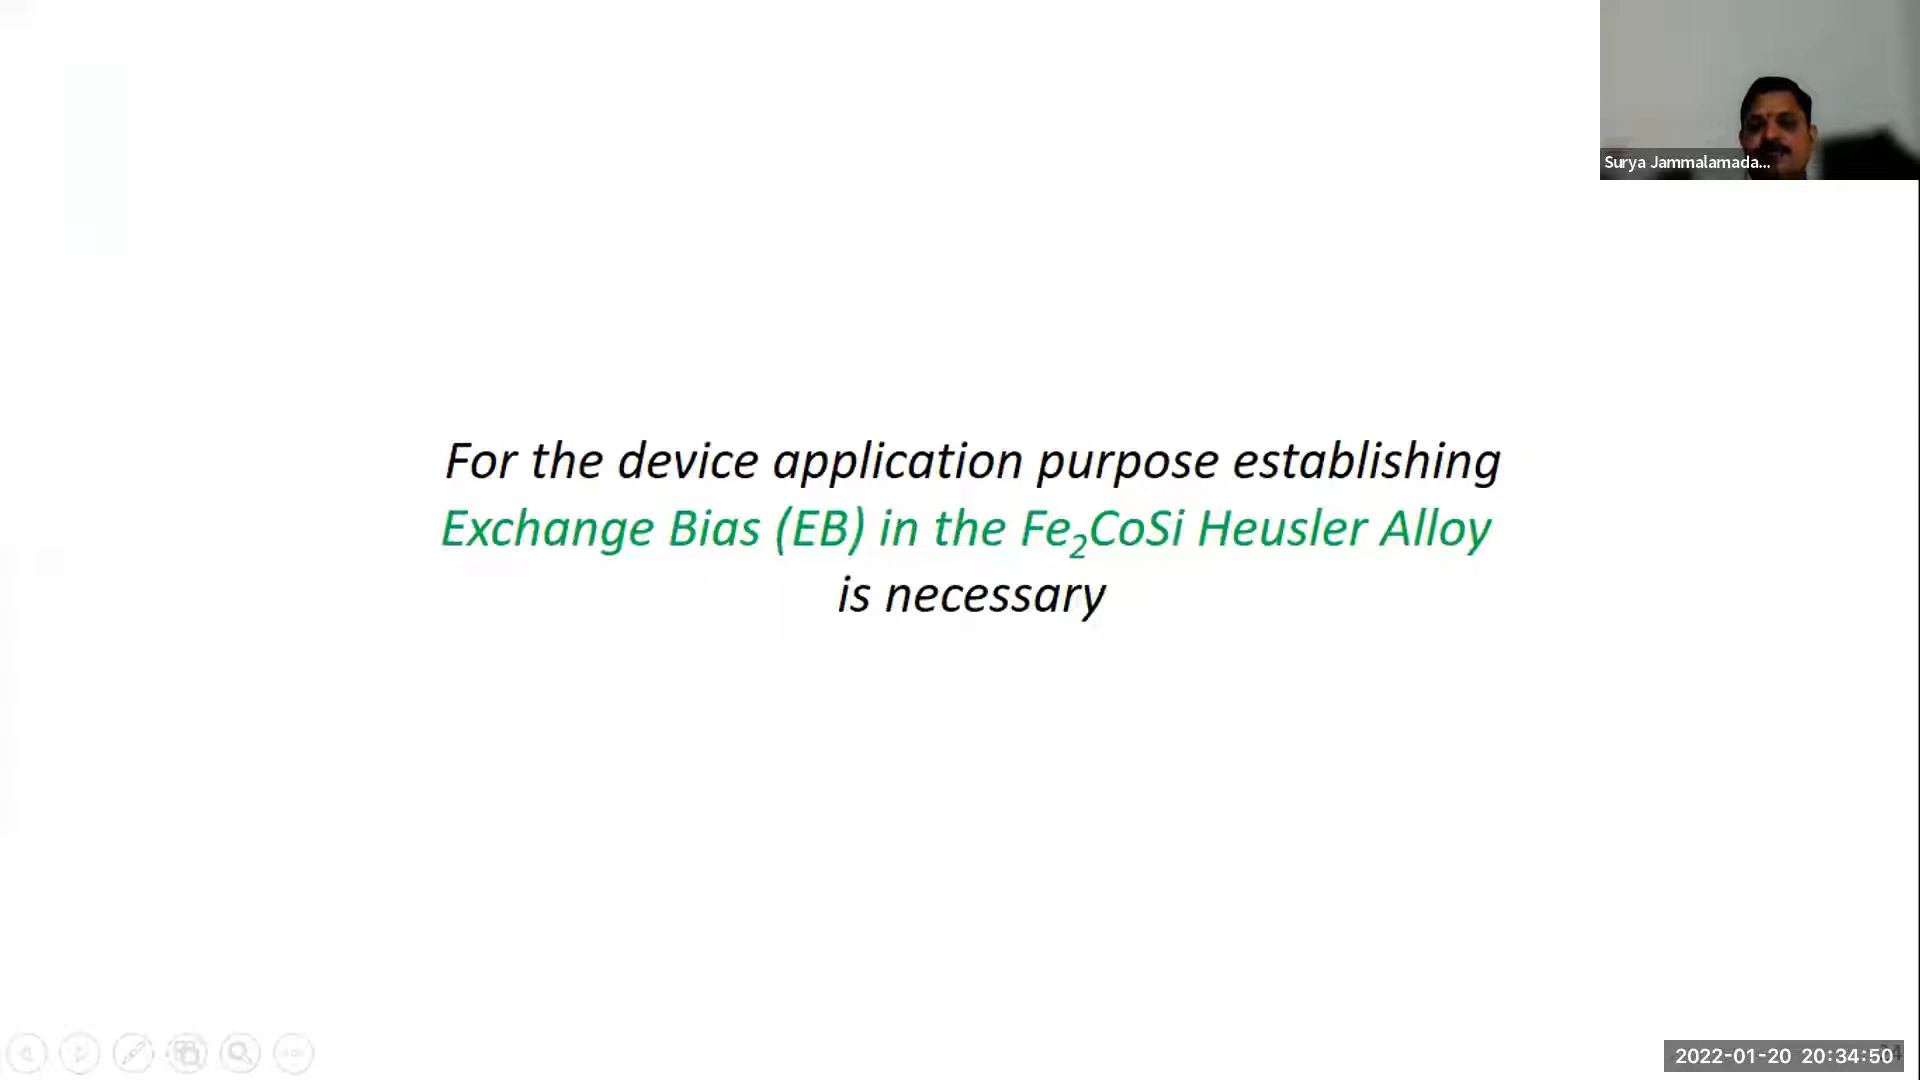 Surya Jammalamada...
For the device application purpose establishing
Exchange Bias (EB) in the Fe₂CoSi Heusler Alloy
is necessary
2022-01-20 20:34:50